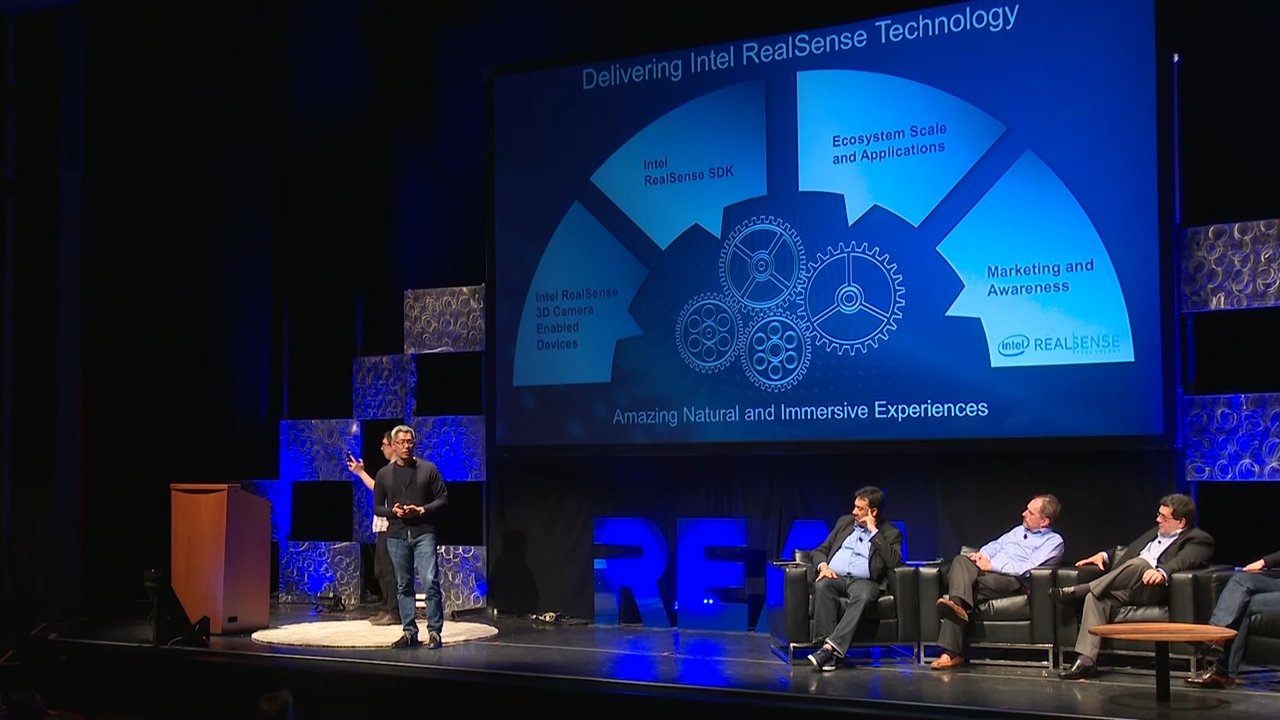 Delivering Intel RealSense Technology
Intel
RealSense SDK
Ecosystem Scale
and Applications
Intel RealSense
3D Camera
Enabled
Devices
Marketing and
Awareness
intel REALSENSE
TECHNOLOGY
Amazing Natural and Immersive Experiences
REA